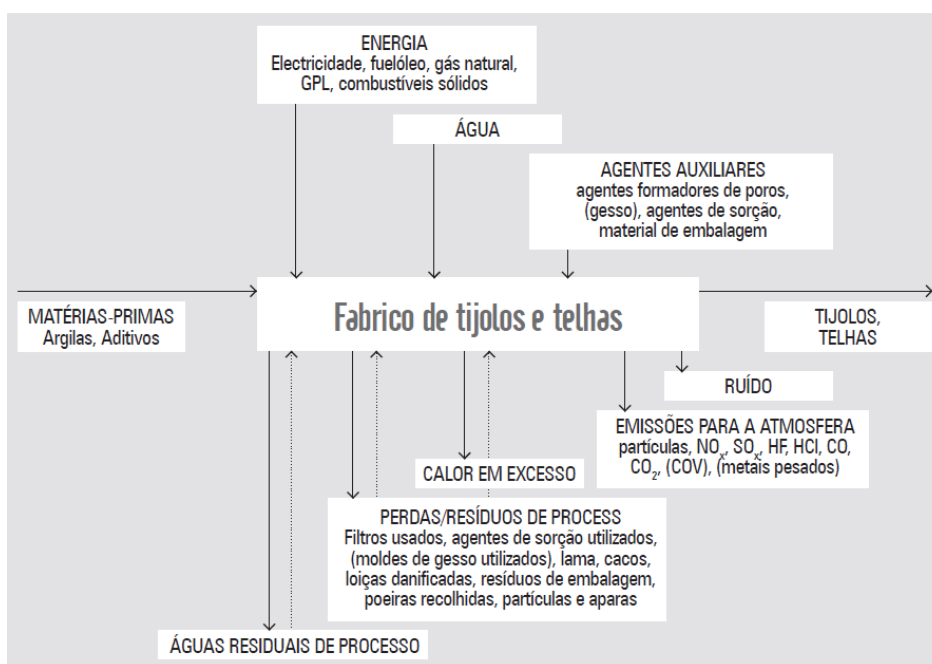 ENERGIA
Electricidade, fuelóleo, gás natural,
GPL, combustíveis sólidos
ÁGUA
AGENTES AUXILIARES
agentes formadores de poros,
(gesso), agentes de sorção,
material de embalagem
MATÉRIAS-PRIMAS
Argilas, Aditivos
Fabrico de tijolos e telhas
TIJOLOS,
TELHAS
RUÍDO
EMISSÕES PARA A ATMOSFERA
partículas, NOx, SOx, HF, HCl, CO,
CO2, (COV), (metais pesados)
CALOR EM EXCESSO
PERDAS/RESÍDUOS DE PROCESS
Filtros usados, agentes de sorção utilizados,
(moldes de gesso utilizados), lama, cacos,
loiças danificadas, resíduos de embalagem,
poeiras recolhidas, partículas e aparas
ÁGUAS RESIDUAIS DE PROCESSO